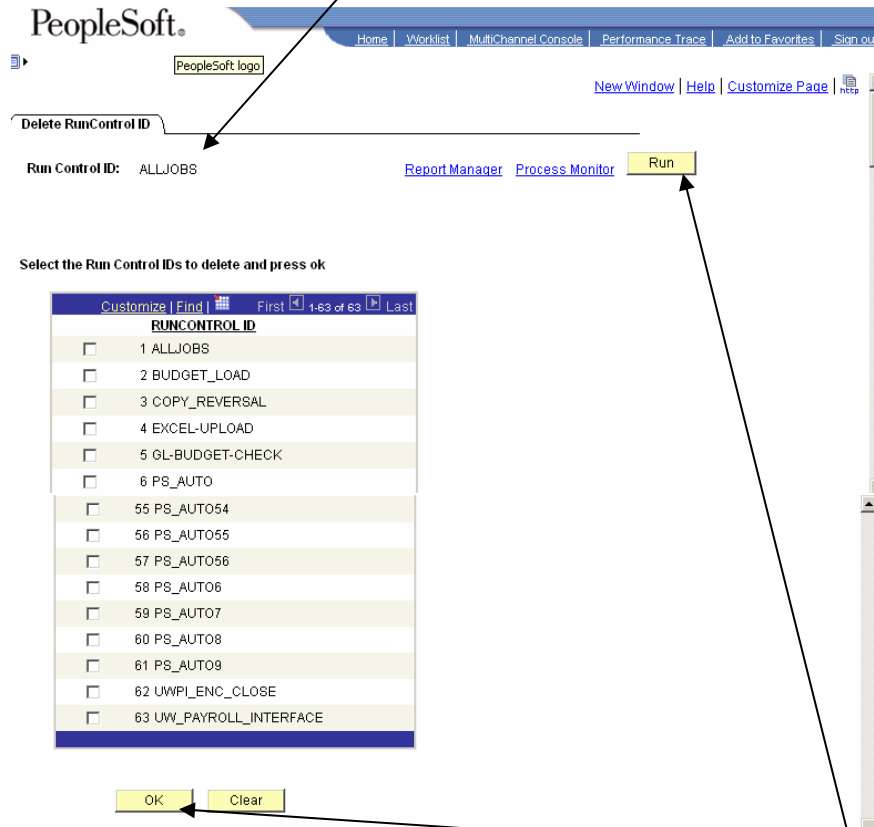 PeopleSoft®
Home | Worklist | MultiChannel Console | Performance Trace | Add to Favorites | Sign ou
PeopleSoft logo
New Window | Help | Customize Page | http
Delete RunControl ID
Run Control ID: ALLJOBS Report Manager Process Monitor Run
Select the Run Control IDs to delete and press ok
Customize | Find | First 1-63 of 63 Last
RUNCONTROL ID
1 ALLJOBS
2 BUDGET_LOAD
3 COPY_REVERSAL
4 EXCEL-UPLOAD
5 GL-BUDGET-CHECK
6 PS_AUTO
55 PS_AUTO54
56 PS_AUTO55
57 PS_AUTO56
58 PS_AUTO6
59 PS_AUTO7
60 PS_AUTO8
61 PS_AUTO9
62 UWPI_ENC_CLOSE
63 UW_PAYROLL_INTERFACE
OK Clear